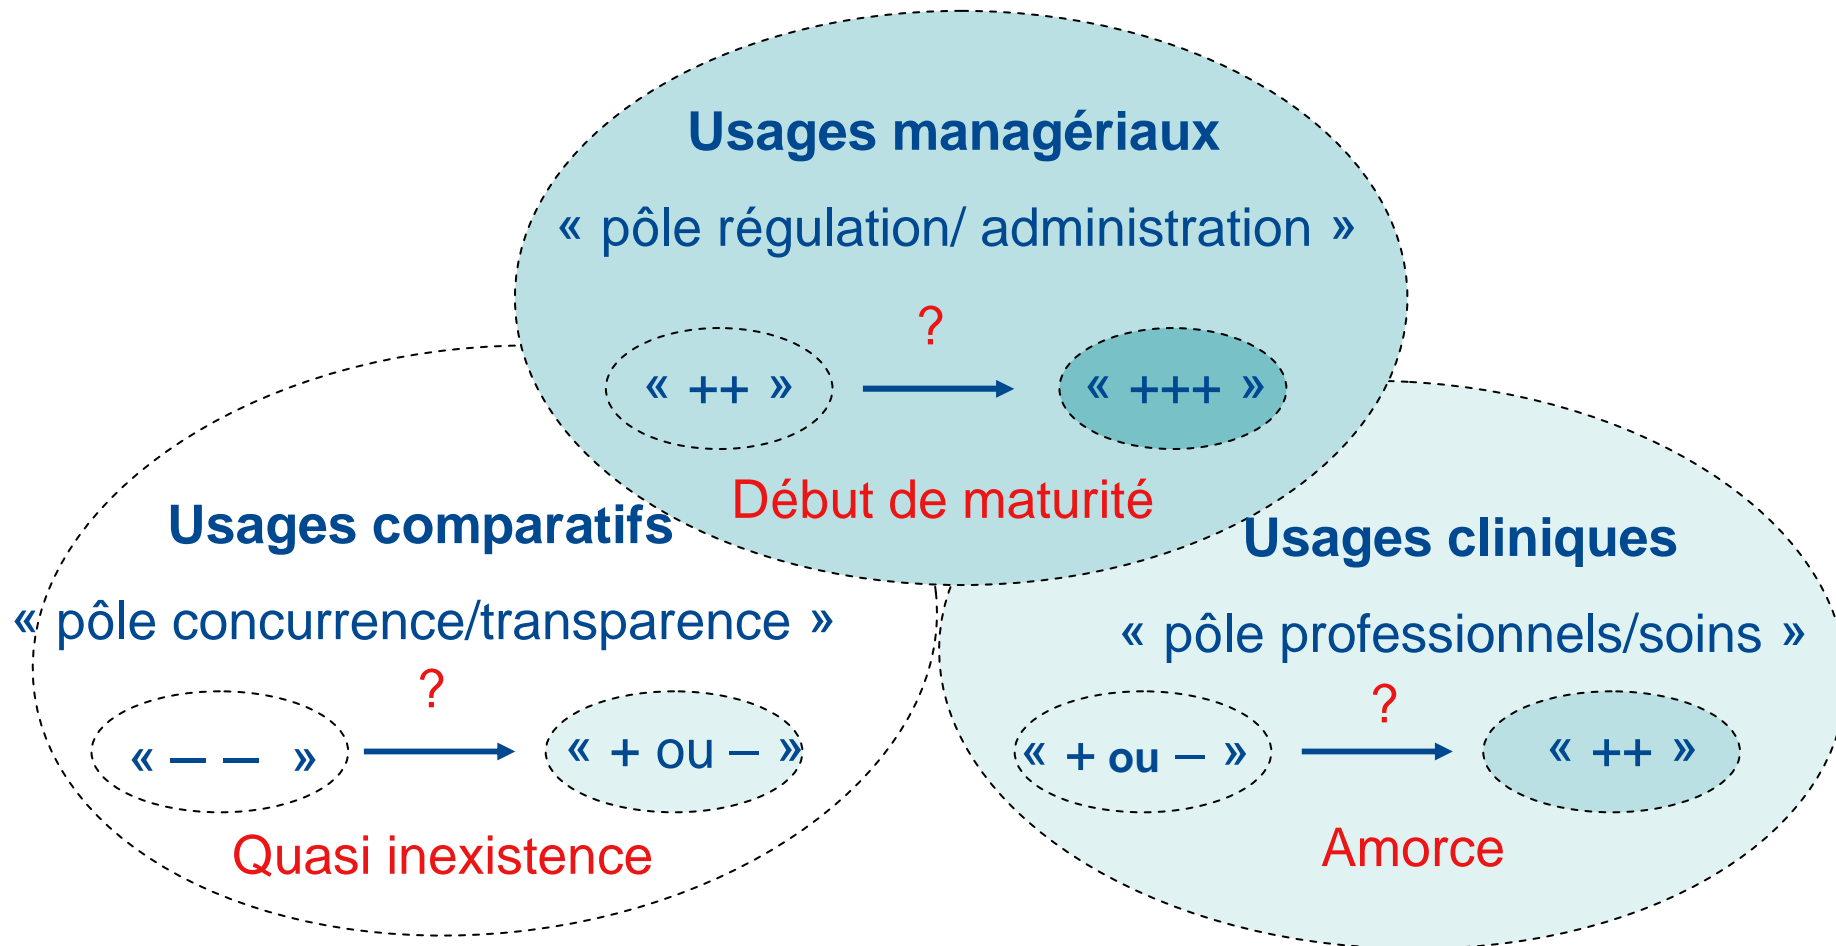 Usages managériaux
« pôle régulation/ administration »
?
« ++ »
« +++ »
Début de maturité
Usages comparatifs
« pôle concurrence/transparence »
?
« – – »
« + ou – »
Quasi inexistence
Usages cliniques
« pôle professionnels/soins »
?
« + ou – »
« ++ »
Amorce